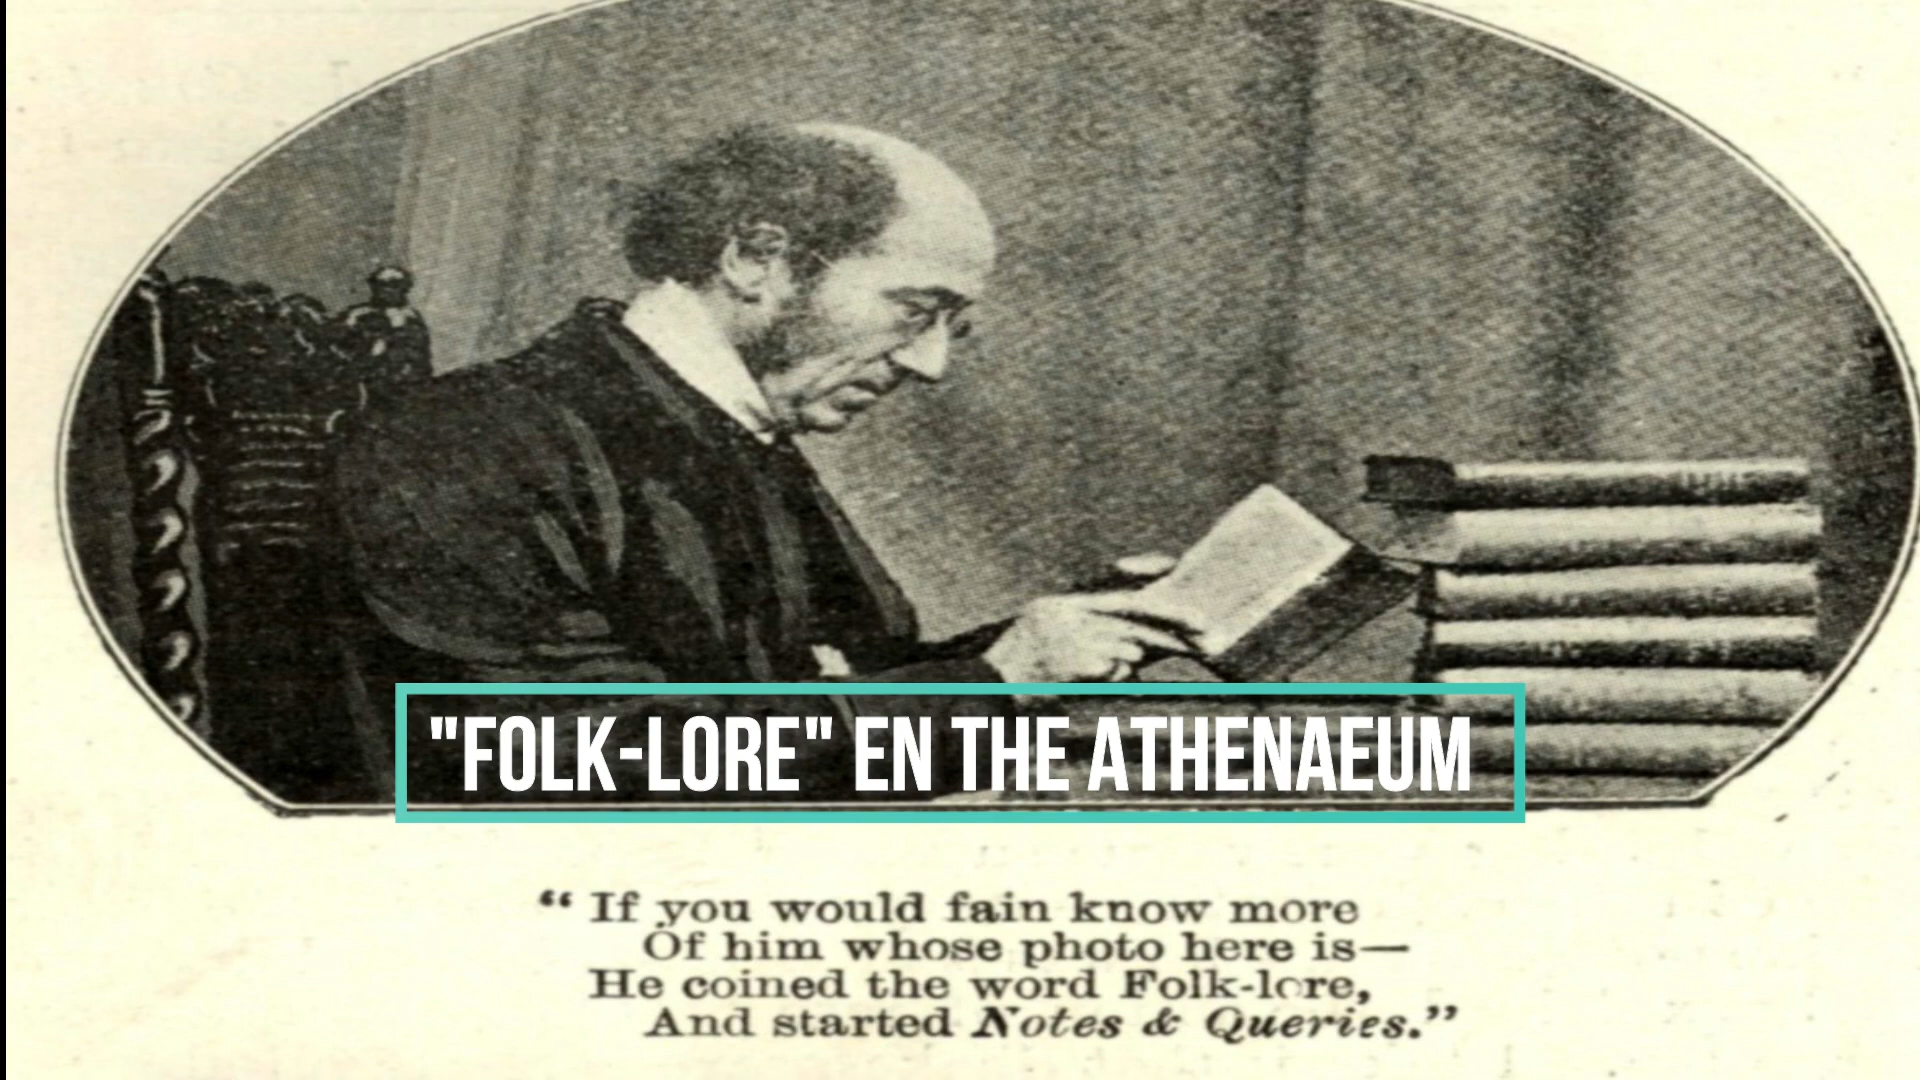 "FOLK-LORE" EN THE ATHENAEUM
“ If you would fain know more
Of him whose photo here is—
He coined the word Folk-lore,
And started Notes & Queries.”